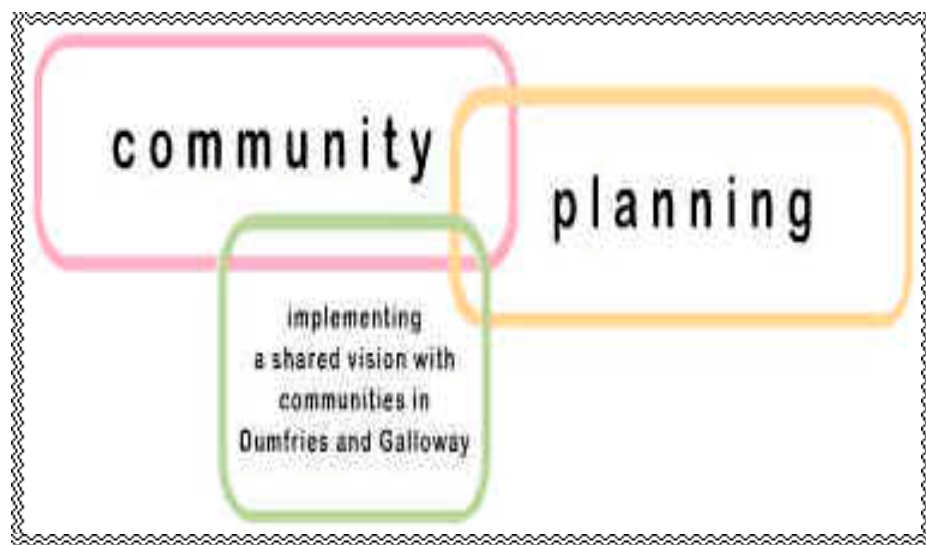 community
planning
implementing
a shared vision with
communities in
Dumfries and Galloway